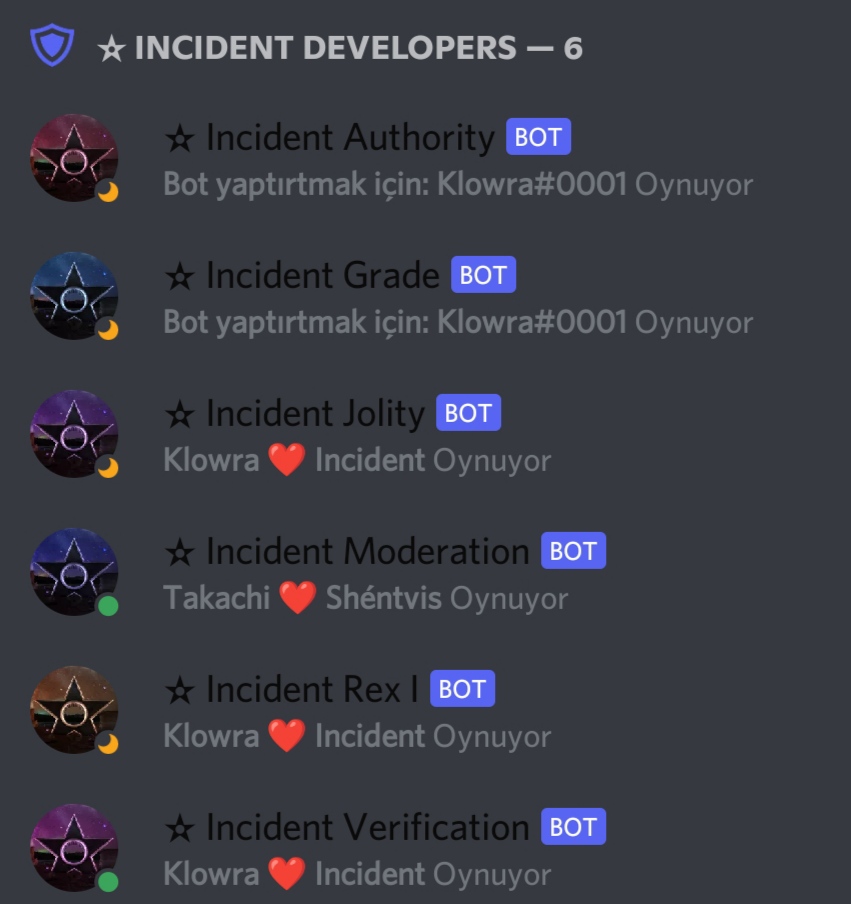 ☆ INCIDENT DEVELOPERS — 6
☆ Incident Authority BOT
Bot yaptırtmak için: Klowra#0001 Oynuyor
☆ Incident Grade BOT
Bot yaptırtmak için: Klowra#0001 Oynuyor
☆ Incident Jolity BOT
Klowra ❤️ Incident Oynuyor
☆ Incident Moderation BOT
Takachi ❤️ Shéntvis Oynuyor
☆ Incident Rex I BOT
Klowra ❤️ Incident Oynuyor
☆ Incident Verification BOT
Klowra ❤️ Incident Oynuyor